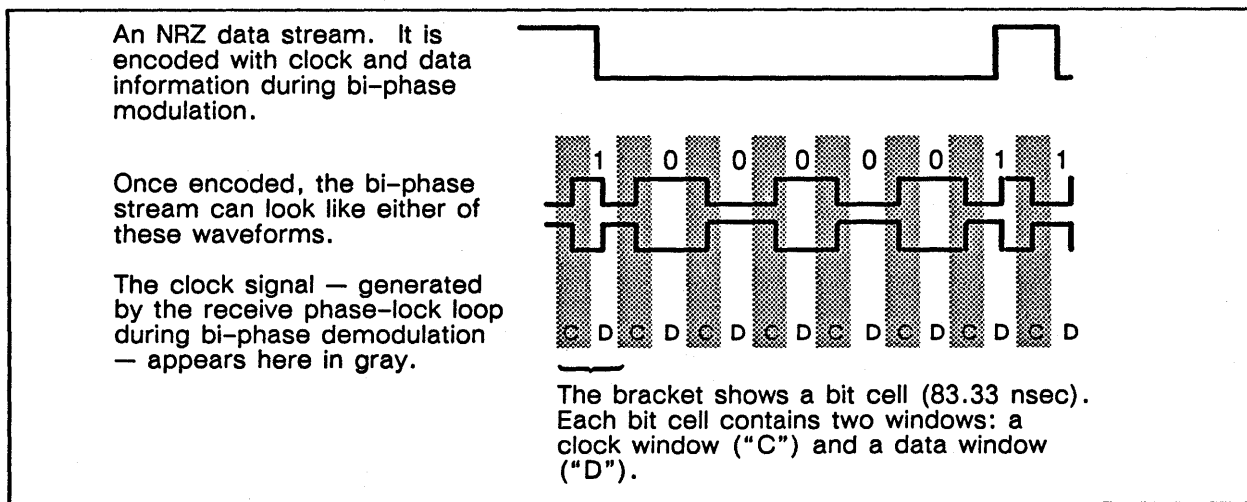 An NRZ data stream. It is
encoded with clock and data
information during bi-phase
modulation.
1 0 0 0 0 0 1 1
Once encoded, the bi-phase
stream can look like either of
these waveforms.
The clock signal — generated
by the receive phase-lock loop
during bi-phase demodulation
— appears here in gray.
C D C D C D C D C D C D C D C D
The bracket shows a bit cell (83.33 nsec).
Each bit cell contains two windows: a
clock window ("C") and a data window
("D").